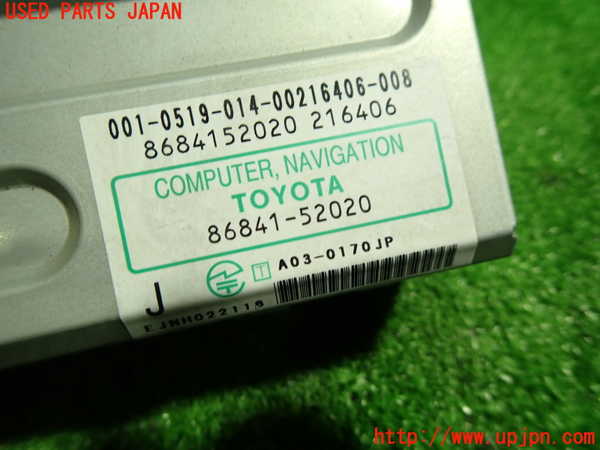 USED PARTS JAPAN
001-0519-014-00216406-008
8684152020 216406
COMPUTER, NAVIGATION
TOYOTA
86841-52020
J
T A03-0170JP
EJNH022116
http://www.upjpn.com/